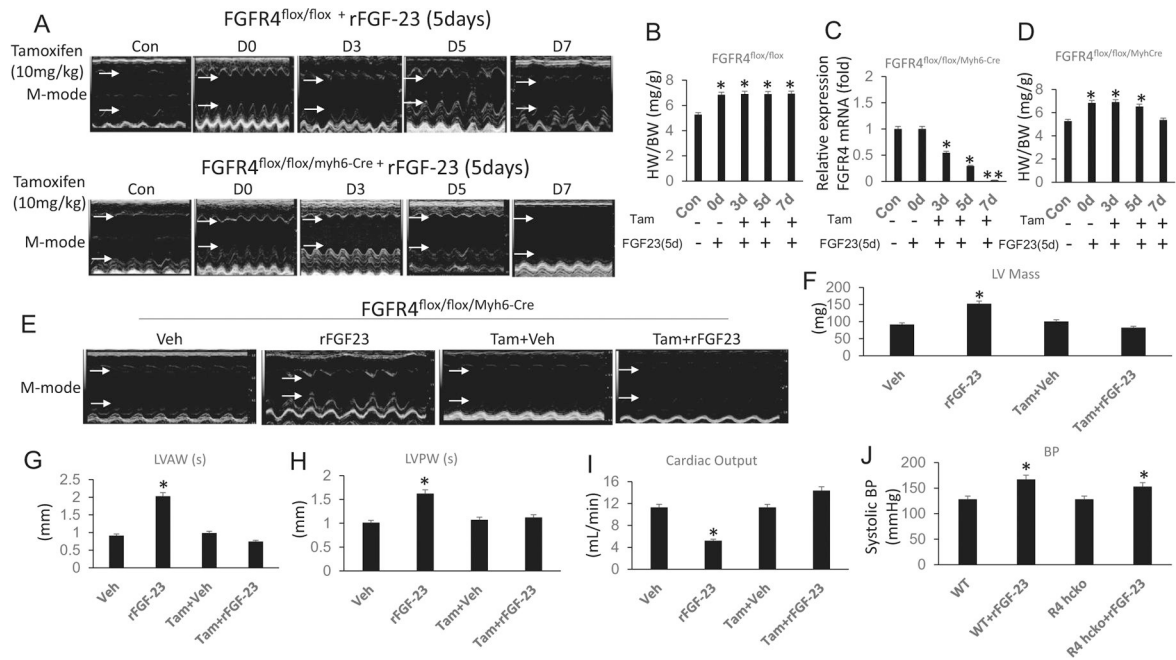 A
FGFR4flox/flox + rFGF-23 (5days)
Tamoxifen
(10mg/kg)
Con
D0
D3
D5
D7
M-mode
FGFR4flox/flox/myh6-Cre + rFGF-23 (5days)
Tamoxifen
(10mg/kg)
Con
D0
D3
D5
D7
M-mode
B
FGFR4flox/flox
HW/BW (mg/g)
8
6
4
2
0
* * * *
Con 0d 3d 5d 7d
Tam - - + + +
FGF23(5d) - + + + +
C
FGFR4flox/flox/Myh6-Cre
Relative expression
FGFR4 mRNA (fold)
2
1.5
1
0.5
0
* * **
Con 0d 3d 5d 7d
Tam - - + + +
FGF23(5d) - + + + +
D
FGFR4flox/flox/MyhCre
HW/BW (mg/g)
8
6
4
2
0
* * *
Con 0d 3d 5d 7d
Tam - - + + +
FGF23(5d) - + + + +
E
FGFR4flox/flox/Myh6-Cre
Veh
rFGF23
Tam+Veh
Tam+rFGF23
M-mode
F
LV Mass
(mg)
200
150
100
50
0
*
Veh
rFGF-23
Tam+Veh
Tam+rFGF-23
G
LVAW (s)
(mm)
2.5
2
1.5
1
0.5
0
*
Veh
rFGF-23
Tam+Veh
Tam+rFGF-23
H
LVPW (s)
(mm)
2
1.5
1
0.5
0
*
Veh
rFGF-23
Tam+Veh
Tam+rFGF-23
I
Cardiac Output
(mL/min)
16
12
8
4
0
*
Veh
rFGF-23
Tam+Veh
Tam+rFGF-23
J
BP
Systolic BP
(mmHg)
200
150
100
50
0
* *
WT
WT+rFGF-23
R4 hcko
R4 hcko+rFGF-23